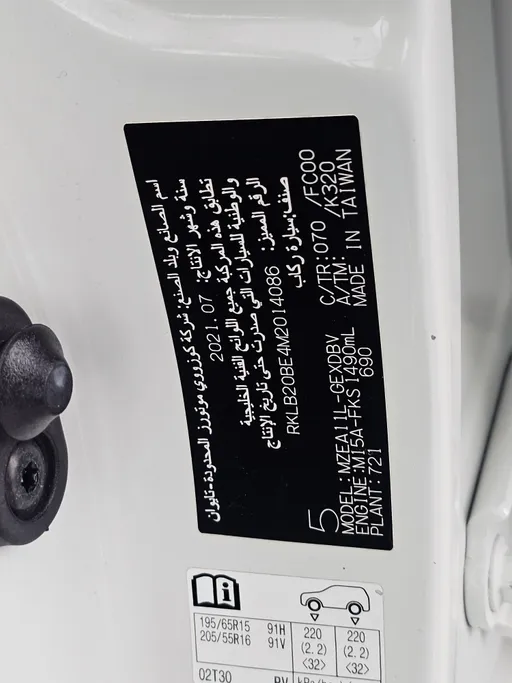 اسم الصانع وبلد الصنع: شركة كوزووي موتورز المحدودة-تايوان
سنة وشهر الانتاج: 2021.07
تطابق هذه المركبة جميع اللوائح الفنية الخليجية
والوطنية للسيارات التي صدرت حتى تاريخ الإنتاج
الرقم المميز: RKLB20BE4M2014086
صنف: سيارة ركاب
5
MODEL:MZEA11L-GEXDBV
ENGINE:M15A-FKS 1490mL
PLANT:721 690
C/TR:070 /FC00
A/TM: /K320
MADE IN TAIWAN
195/65R15 91H
205/55R16 91V
220 (2.2) <32>
220 (2.2) <32>
02T30